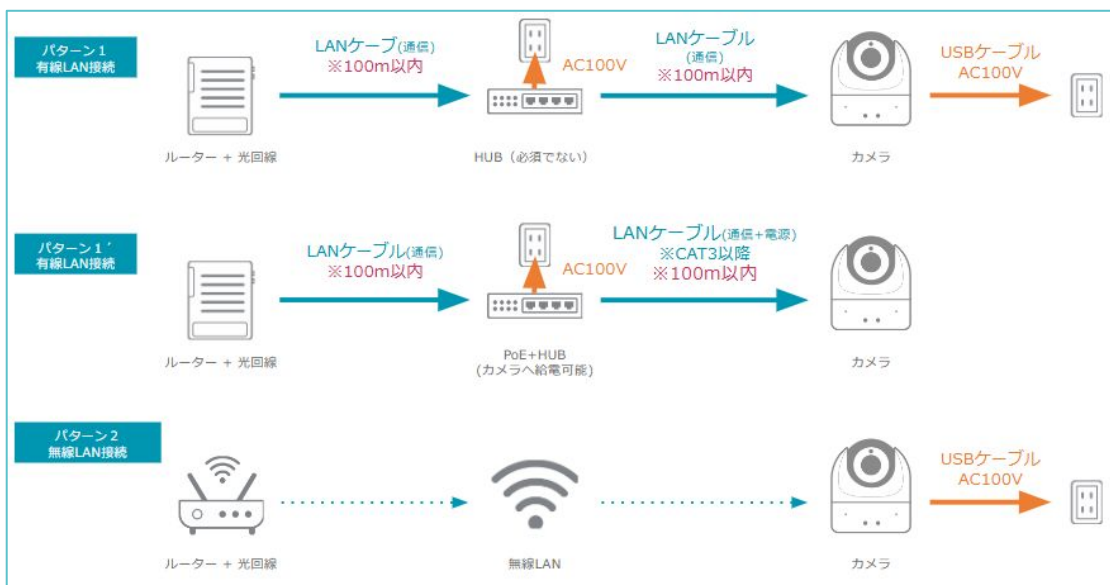 パターン1
有線LAN接続
LANケーブ(通信)
※100m以内
AC100V
LANケーブル
(通信)
※100m以内
USBケーブル
AC100V
ルーター + 光回線
HUB（必須でない）
カメラ
パターン1´
有線LAN接続
LANケーブル(通信)
※100m以内
AC100V
LANケーブル(通信+電源)
※CAT3以降
※100m以内
ルーター + 光回線
PoE+HUB
(カメラへ給電可能)
カメラ
パターン2
無線LAN接続
USBケーブル
AC100V
ルーター + 光回線
無線LAN
カメラ